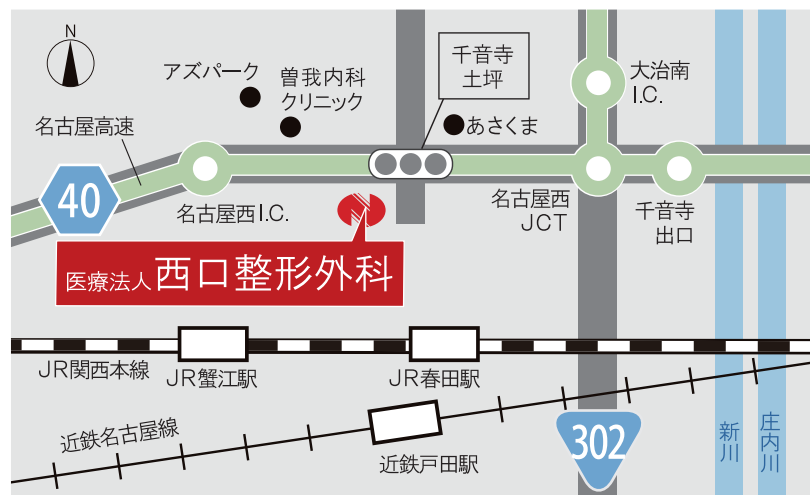 N
千音寺
土坪
アズパーク
曽我内科
クリニック
あさくま
大治南
I.C.
名古屋高速
40
名古屋西I.C.
名古屋西
JCT
千音寺
出口
医療法人 西口整形外科
JR関西本線
JR蟹江駅
JR春田駅
近鉄名古屋線
近鉄戸田駅
302
新川
庄内川